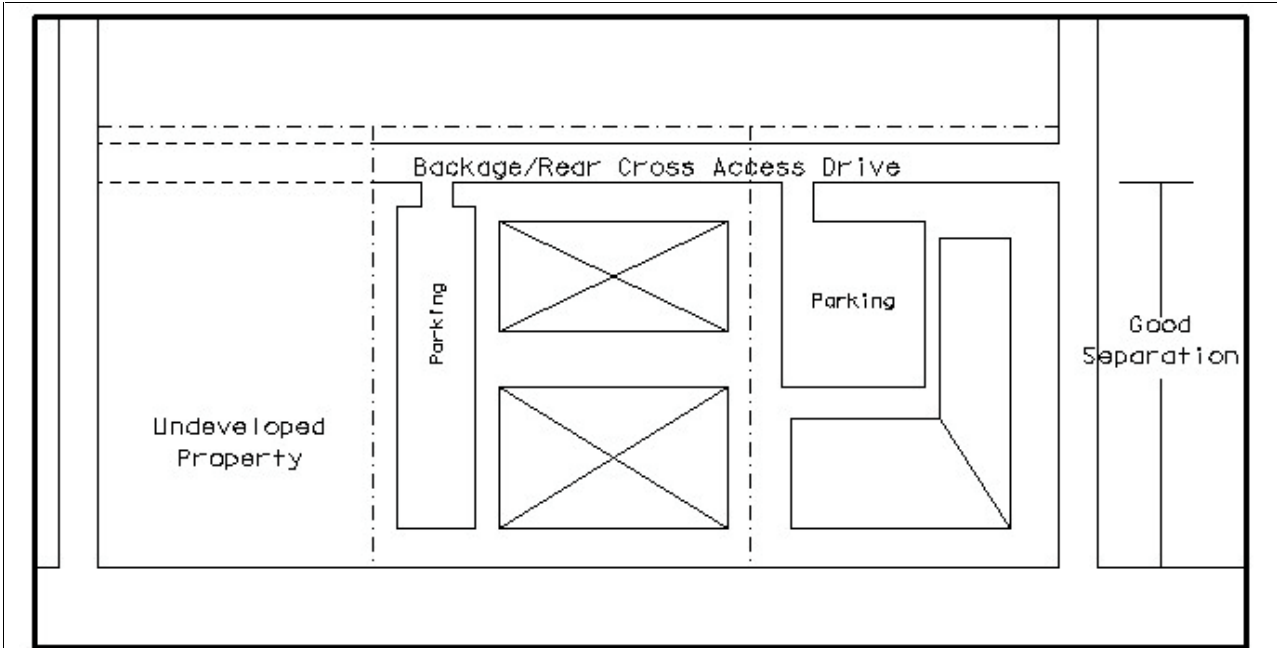 Backage/Rear Cross Access Drive
Parking
Parking
Good
Separation
Undeveloped
Property